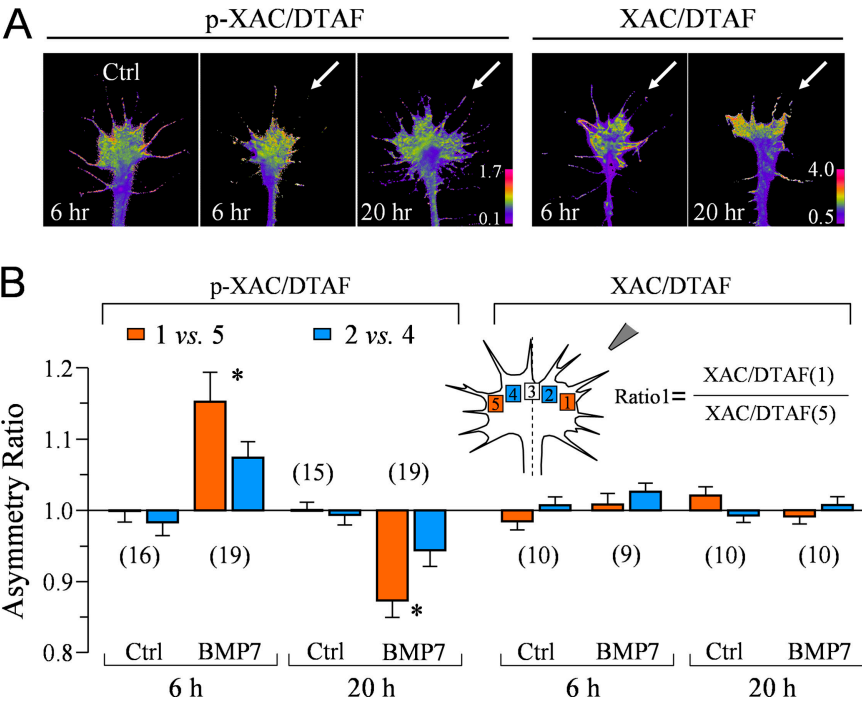 A
p-XAC/DTAF
XAC/DTAF
Ctrl
6 hr
6 hr
20 hr
1.7
0.1
6 hr
20 hr
4.0
0.5
B
p-XAC/DTAF
XAC/DTAF
1 vs. 5
2 vs. 4
Asymmetry Ratio
1.2
1.1
1.0
0.9
0.8
*
(15)
(19)
(16)
(19)
*
(10)
(9)
(10)
(10)
5 4 3 2 1
Ratio1= XAC/DTAF(1)
XAC/DTAF(5)
Ctrl BMP7 Ctrl BMP7 Ctrl BMP7 Ctrl BMP7
6 h 20 h 6 h 20 h